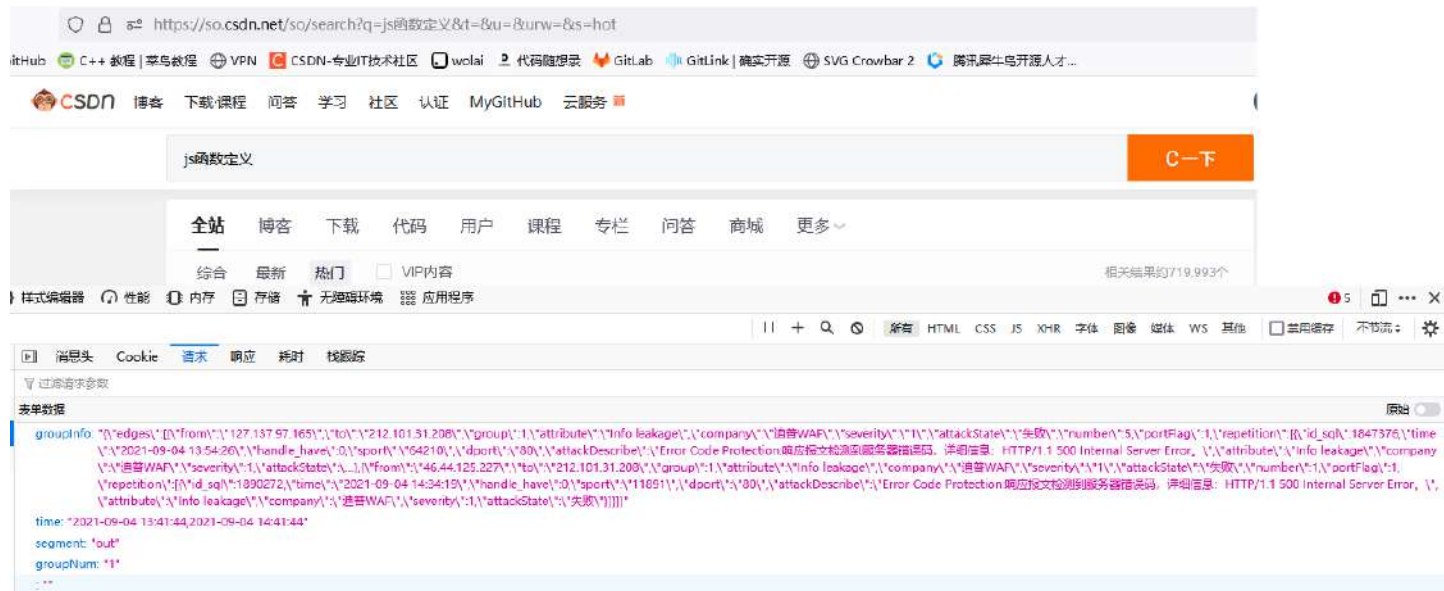 https://so.csdn.net/so/search?q=js函数定义&t=&u=&urw=&s=hot
itHub C++ 教程 | 菜鸟教程 VPN CSDN-专业IT技术社区 wolai 代码随想录 GitLab GitLink | 确实开源 SVG Crowbar 2 腾讯犀牛鸟开源人才...
CSDN 博客 下载·课程 问答 学习 社区 认证 MyGitHub 云服务
js函数定义 C一下
全站 博客 下载 代码 用户 课程 专栏 问答 商城 更多
综合 最新 热门 VIP内容 相关结果约719,993个
样式编辑器 性能 内存 存储 无障碍环境 应用程序 5
所有 HTML CSS JS XHR 字体 图像 媒体 WS 其他 禁用缓存 不节流
消息头 Cookie 请求 响应 耗时 栈跟踪
过滤请求参数
表单数据 原始
groupInfo: "{\"edges\":[{\"from\":\"127.137.97.165\",\"to\":\"212.101.31.208\",\"group\":1,\"attribute\":\"Info leakage\",\"company\":\"迪普WAF\",\"severity\":\"1\",\"attackState\":\"失败\",\"number\":5,\"portFlag\":1,\"repetition\":[{\"id_sql\":1847376,\"time
\":\"2021-09-04 13:54:26\",\"handle_have\":0,\"sport\":\"64210\",\"dport\":\"80\",\"attackDescribe\":\"Error Code Protection:响应报文检测到服务器错误码。详细信息：HTTP/1.1 500 Internal Server Error。\",\"attribute\":\"Info leakage\",\"company
\":\"迪普WAF\",\"severity\":1,\"attackState\":\...},{\"from\":\"46.44.125.227\",\"to\":\"212.101.31.208\",\"group\":1,\"attribute\":\"Info leakage\",\"company\":\"迪普WAF\",\"severity\":\"1\",\"attackState\":\"失败\",\"number\":1,\"portFlag\":1,
\"repetition\":[{\"id_sql\":1890272,\"time\":\"2021-09-04 14:34:19\",\"handle_have\":0,\"sport\":\"11891\",\"dport\":\"80\",\"attackDescribe\":\"Error Code Protection:响应报文检测到服务器错误码。详细信息：HTTP/1.1 500 Internal Server Error。\",
\"attribute\":\"Info leakage\",\"company\":\"迪普WAF\",\"severity\":1,\"attackState\":\"失败\"}]}]}"
time: "2021-09-04 13:41:44,2021-09-04 14:41:44"
segment: "out"
groupNum: "1"
: ""